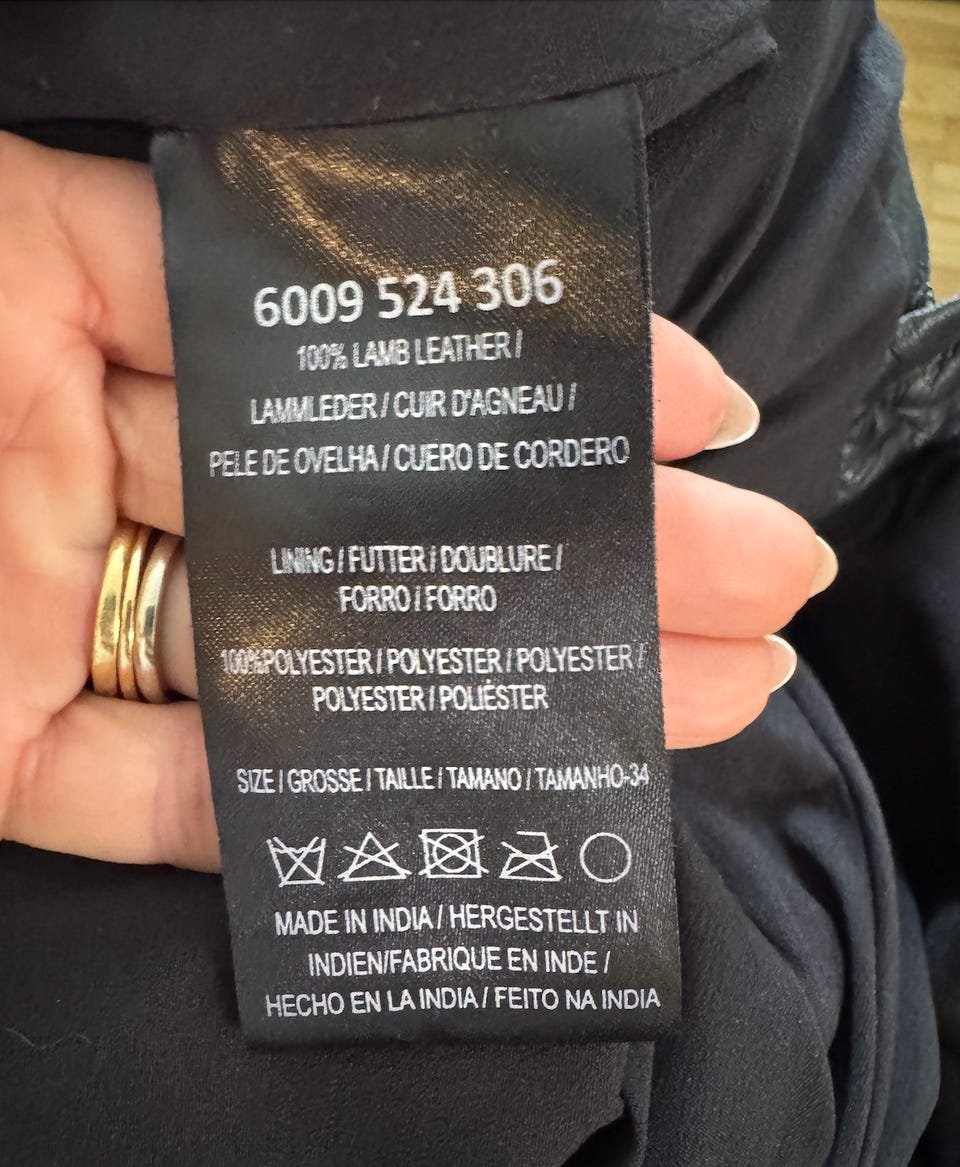 6009 524 306
100% LAMB LEATHER /
LAMMLEDER / CUIR D'AGNEAU /
PELE DE OVELHA / CUERO DE CORDERO
LINING / FUTTER / DOUBLURE /
FORRO / FORRO
100%POLYESTER / POLYESTER / POLYESTER /
POLYESTER / POLIÉSTER
SIZE / GROSSE / TAILLE / TAMANO / TAMANHO-34
MADE IN INDIA / HERGESTELLT IN
INDIEN/FABRIQUE EN INDE /
HECHO EN LA INDIA / FEITO NA INDIA